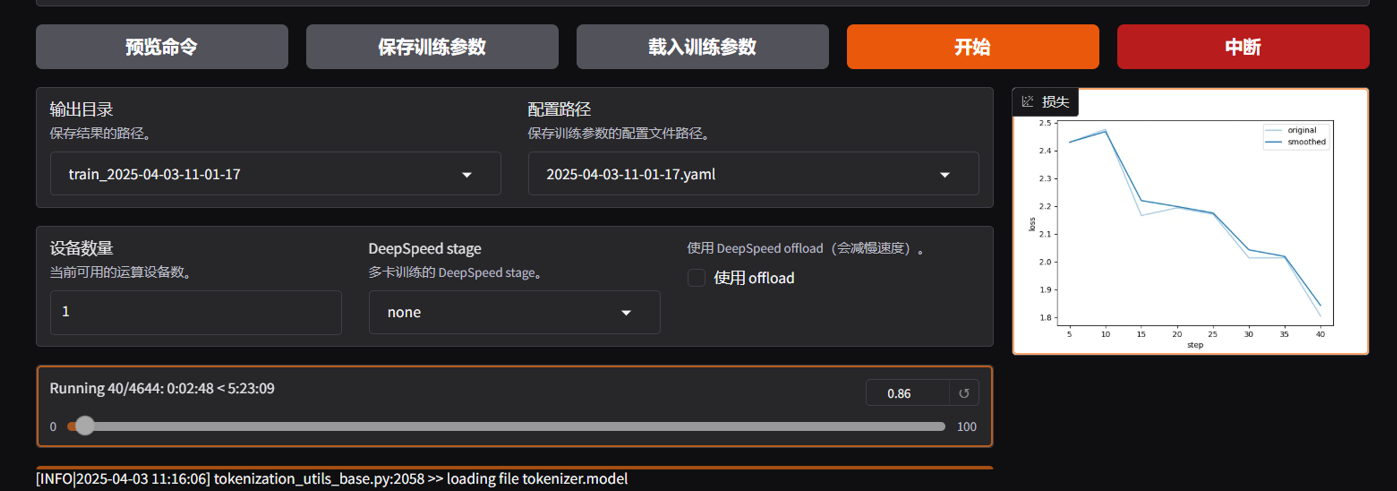 预览命令
保存训练参数
载入训练参数
开始
中断
输出目录
保存结果的路径。
train_2025-04-03-11-01-17
配置路径
保存训练参数的配置文件路径。
2025-04-03-11-01-17.yaml
损失
2.5
2.4
2.3
2.2
2.1
2.0
1.9
1.8
loss
original
smoothed
5
10
15
20
25
30
35
40
step
设备数量
当前可用的运算设备数。
1
DeepSpeed stage
多卡训练的 DeepSpeed stage。
none
使用 DeepSpeed offload（会减慢速度）。
使用 offload
Running 40/4644: 0:02:48 < 5:23:09
0.86
↺
0
100
[INFO|2025-04-03 11:16:06] tokenization_utils_base.py:2058 >> loading file tokenizer.model